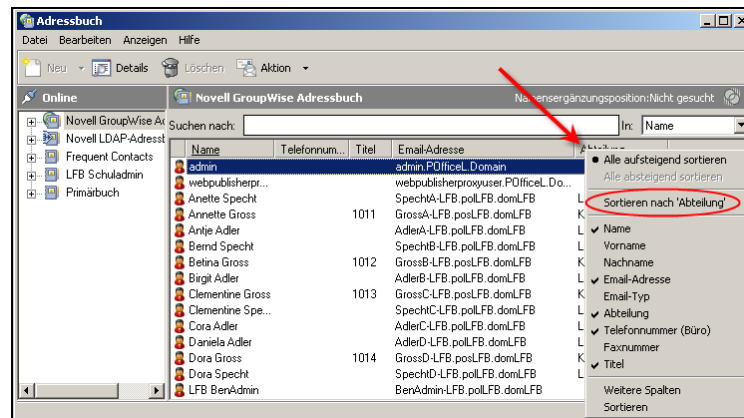 Adressbuch
Datei Bearbeiten Anzeigen Hilfe
Neu Details Löschen Aktion
Online
Novell GroupWise Adressbuch
Namensergänzungsposition:Nicht gesucht
Novell GroupWise Ac
Novell LDAP-Adresst
Frequent Contacts
LFB Schuladmin
Primärbuch
Suchen nach: In: Name
Name Telefonnum... Titel Email-Adresse Abteilung
admin admin.POfficeL.Domain
webpublisherpr... webpublisherproxyuser.POfficeL.Do...
Anette Specht SpechtA-LFB.polLFB.domLFB L
Annette Gross 1011 GrossA-LFB.posLFB.domLFB K
Antje Adler AdlerA-LFB.polLFB.domLFB L
Bernd Specht SpechtB-LFB.polLFB.domLFB L
Betina Gross 1012 GrossB-LFB.posLFB.domLFB K
Birgit Adler AdlerB-LFB.polLFB.domLFB L
Clementine Gross 1013 GrossC-LFB.posLFB.domLFB K
Clementine Spe... SpechtC-LFB.polLFB.domLFB L
Cora Adler AdlerC-LFB.polLFB.domLFB L
Daniela Adler AdlerD-LFB.polLFB.domLFB L
Dora Gross 1014 GrossD-LFB.posLFB.domLFB K
Dora Specht SpechtD-LFB.polLFB.domLFB L
LFB BenAdmin BenAdmin-LFB.polLFB.domLFB
Alle aufsteigend sortieren
Alle absteigend sortieren
Sortieren nach 'Abteilung'
Name
Vorname
Nachname
Email-Adresse
Email-Typ
Abteilung
Telefonnummer (Büro)
Faxnummer
Titel
Weitere Spalten
Sortieren